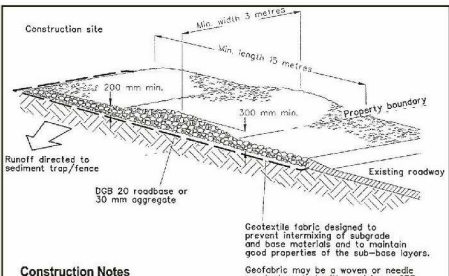 Construction site
Min. width 3 metres
Min. length 15 metres
200 mm min.
300 mm min.
Property boundary
Runoff directed to
sediment trap/fence
DGB 20 roadbase or
30 mm aggregate
Existing roadway
Geotextile fabric designed to
prevent intermixing of subgrade
and base materials and to maintain
good properties of the sub-base layers.
Construction Notes
Geofabric may be a woven or needle